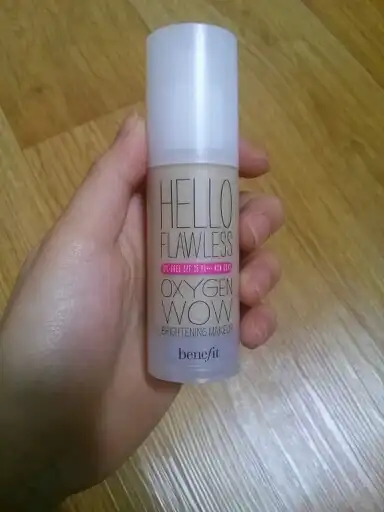 HELLO
FLAWLESS
OXYGEN
WOW
BRIGHTENING MAKEUP
benefit